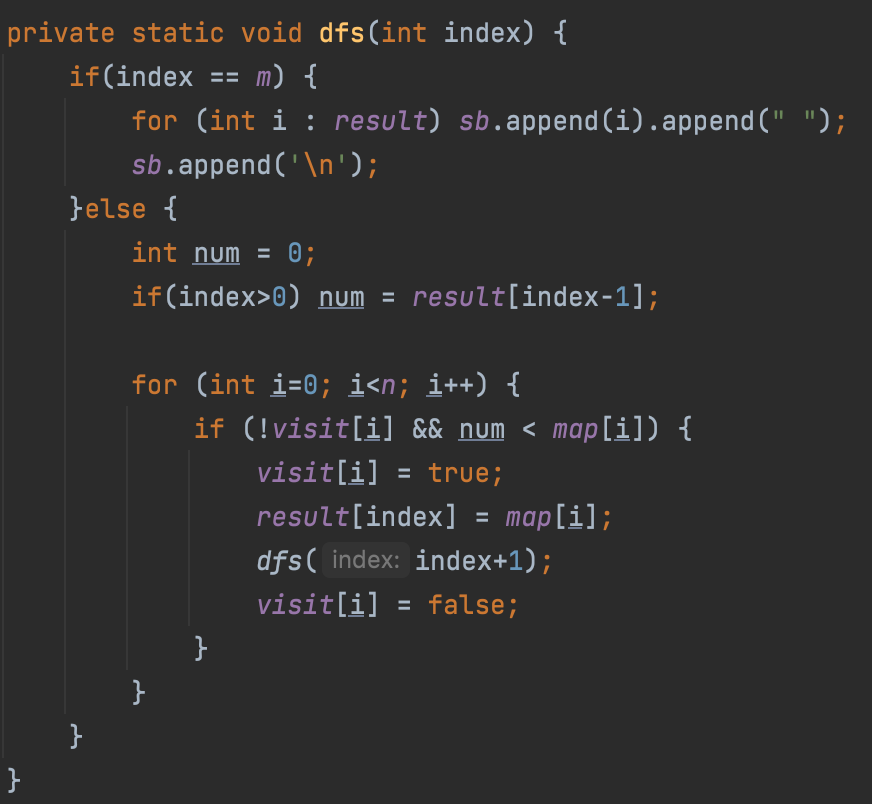 private static void dfs(int index) {
    if(index == m) {
        for (int i : result) sb.append(i).append(" ");
        sb.append('\n');
    }else {
        int num = 0;
        if(index>0) num = result[index-1];

        for (int i=0; i<n; i++) {
            if (!visit[i] && num < map[i]) {
                visit[i] = true;
                result[index] = map[i];
                dfs( index: index+1);
                visit[i] = false;
            }
        }
    }
}